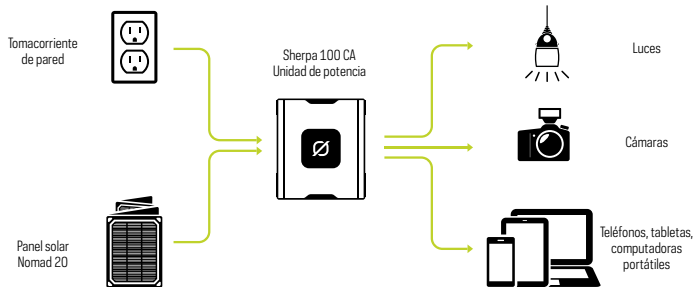 Tomacorriente
de pared
Sherpa 100 CA
Unidad de potencia
Luces
Cámaras
Panel solar
Nomad 20
Teléfonos, tabletas,
computadoras
portátiles